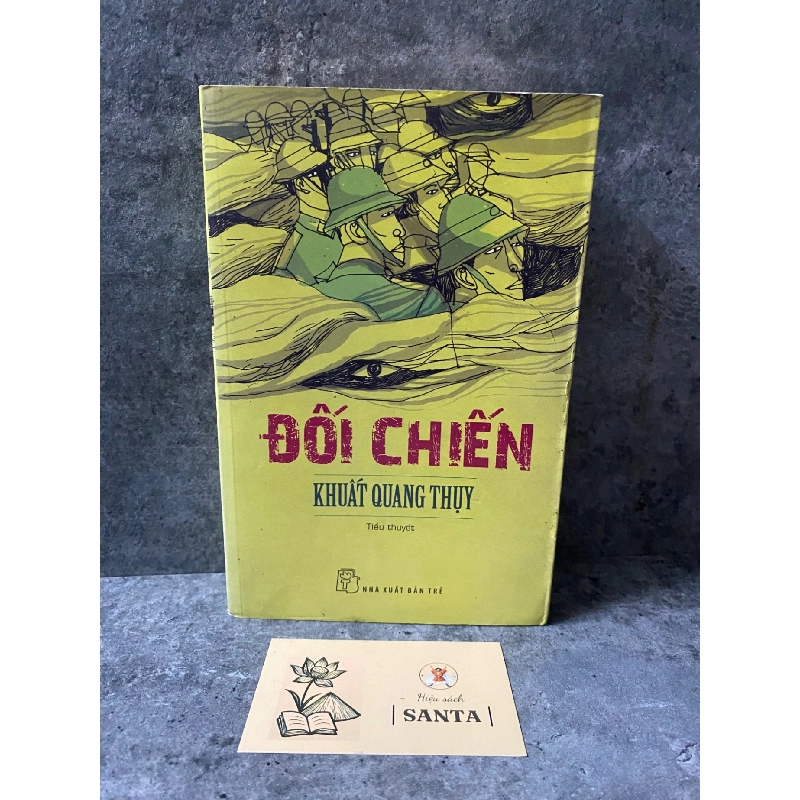 ĐỐI CHIẾN
KHUẤT QUANG THỤY
Tiểu thuyết
NHÀ XUẤT BẢN TRẺ
Hiệu sách
SANTA